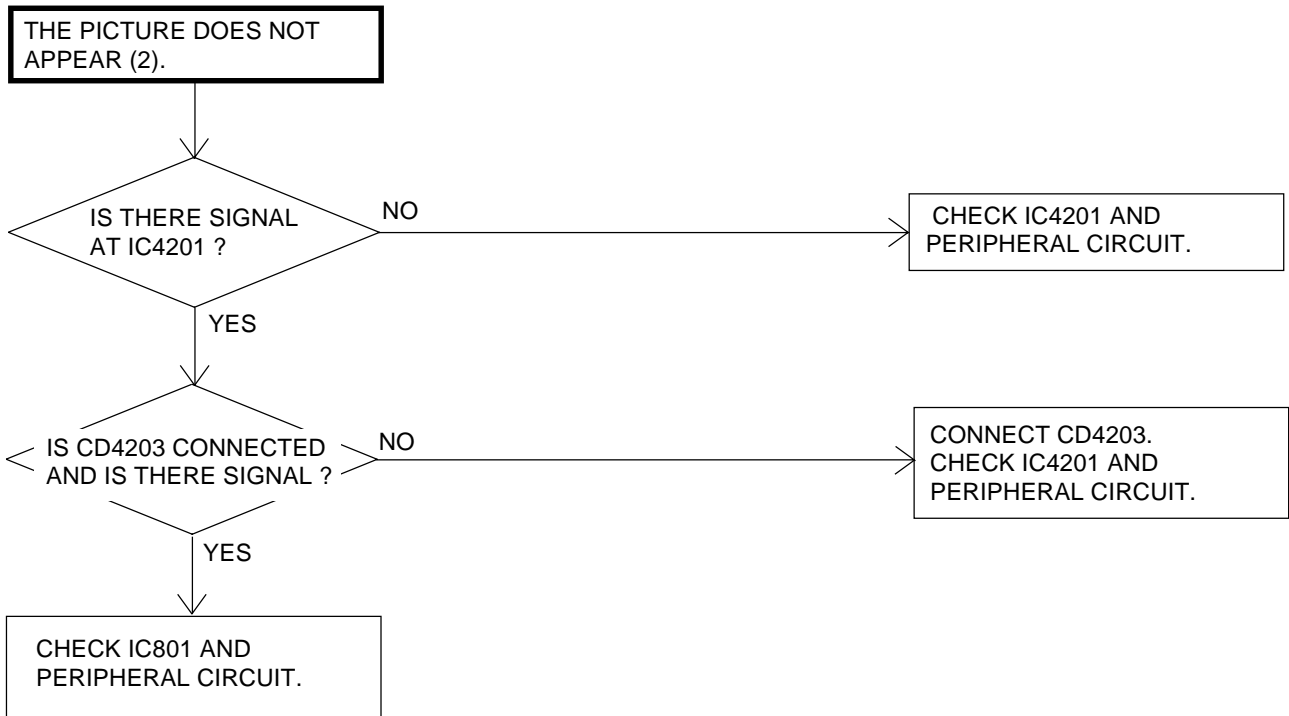 THE PICTURE DOES NOT
APPEAR (2).
IS THERE SIGNAL
AT IC4201 ?
NO
CHECK IC4201 AND
PERIPHERAL CIRCUIT.
YES
IS CD4203 CONNECTED
AND IS THERE SIGNAL ?
NO
CONNECT CD4203.
CHECK IC4201 AND
PERIPHERAL CIRCUIT.
YES
CHECK IC801 AND
PERIPHERAL CIRCUIT.